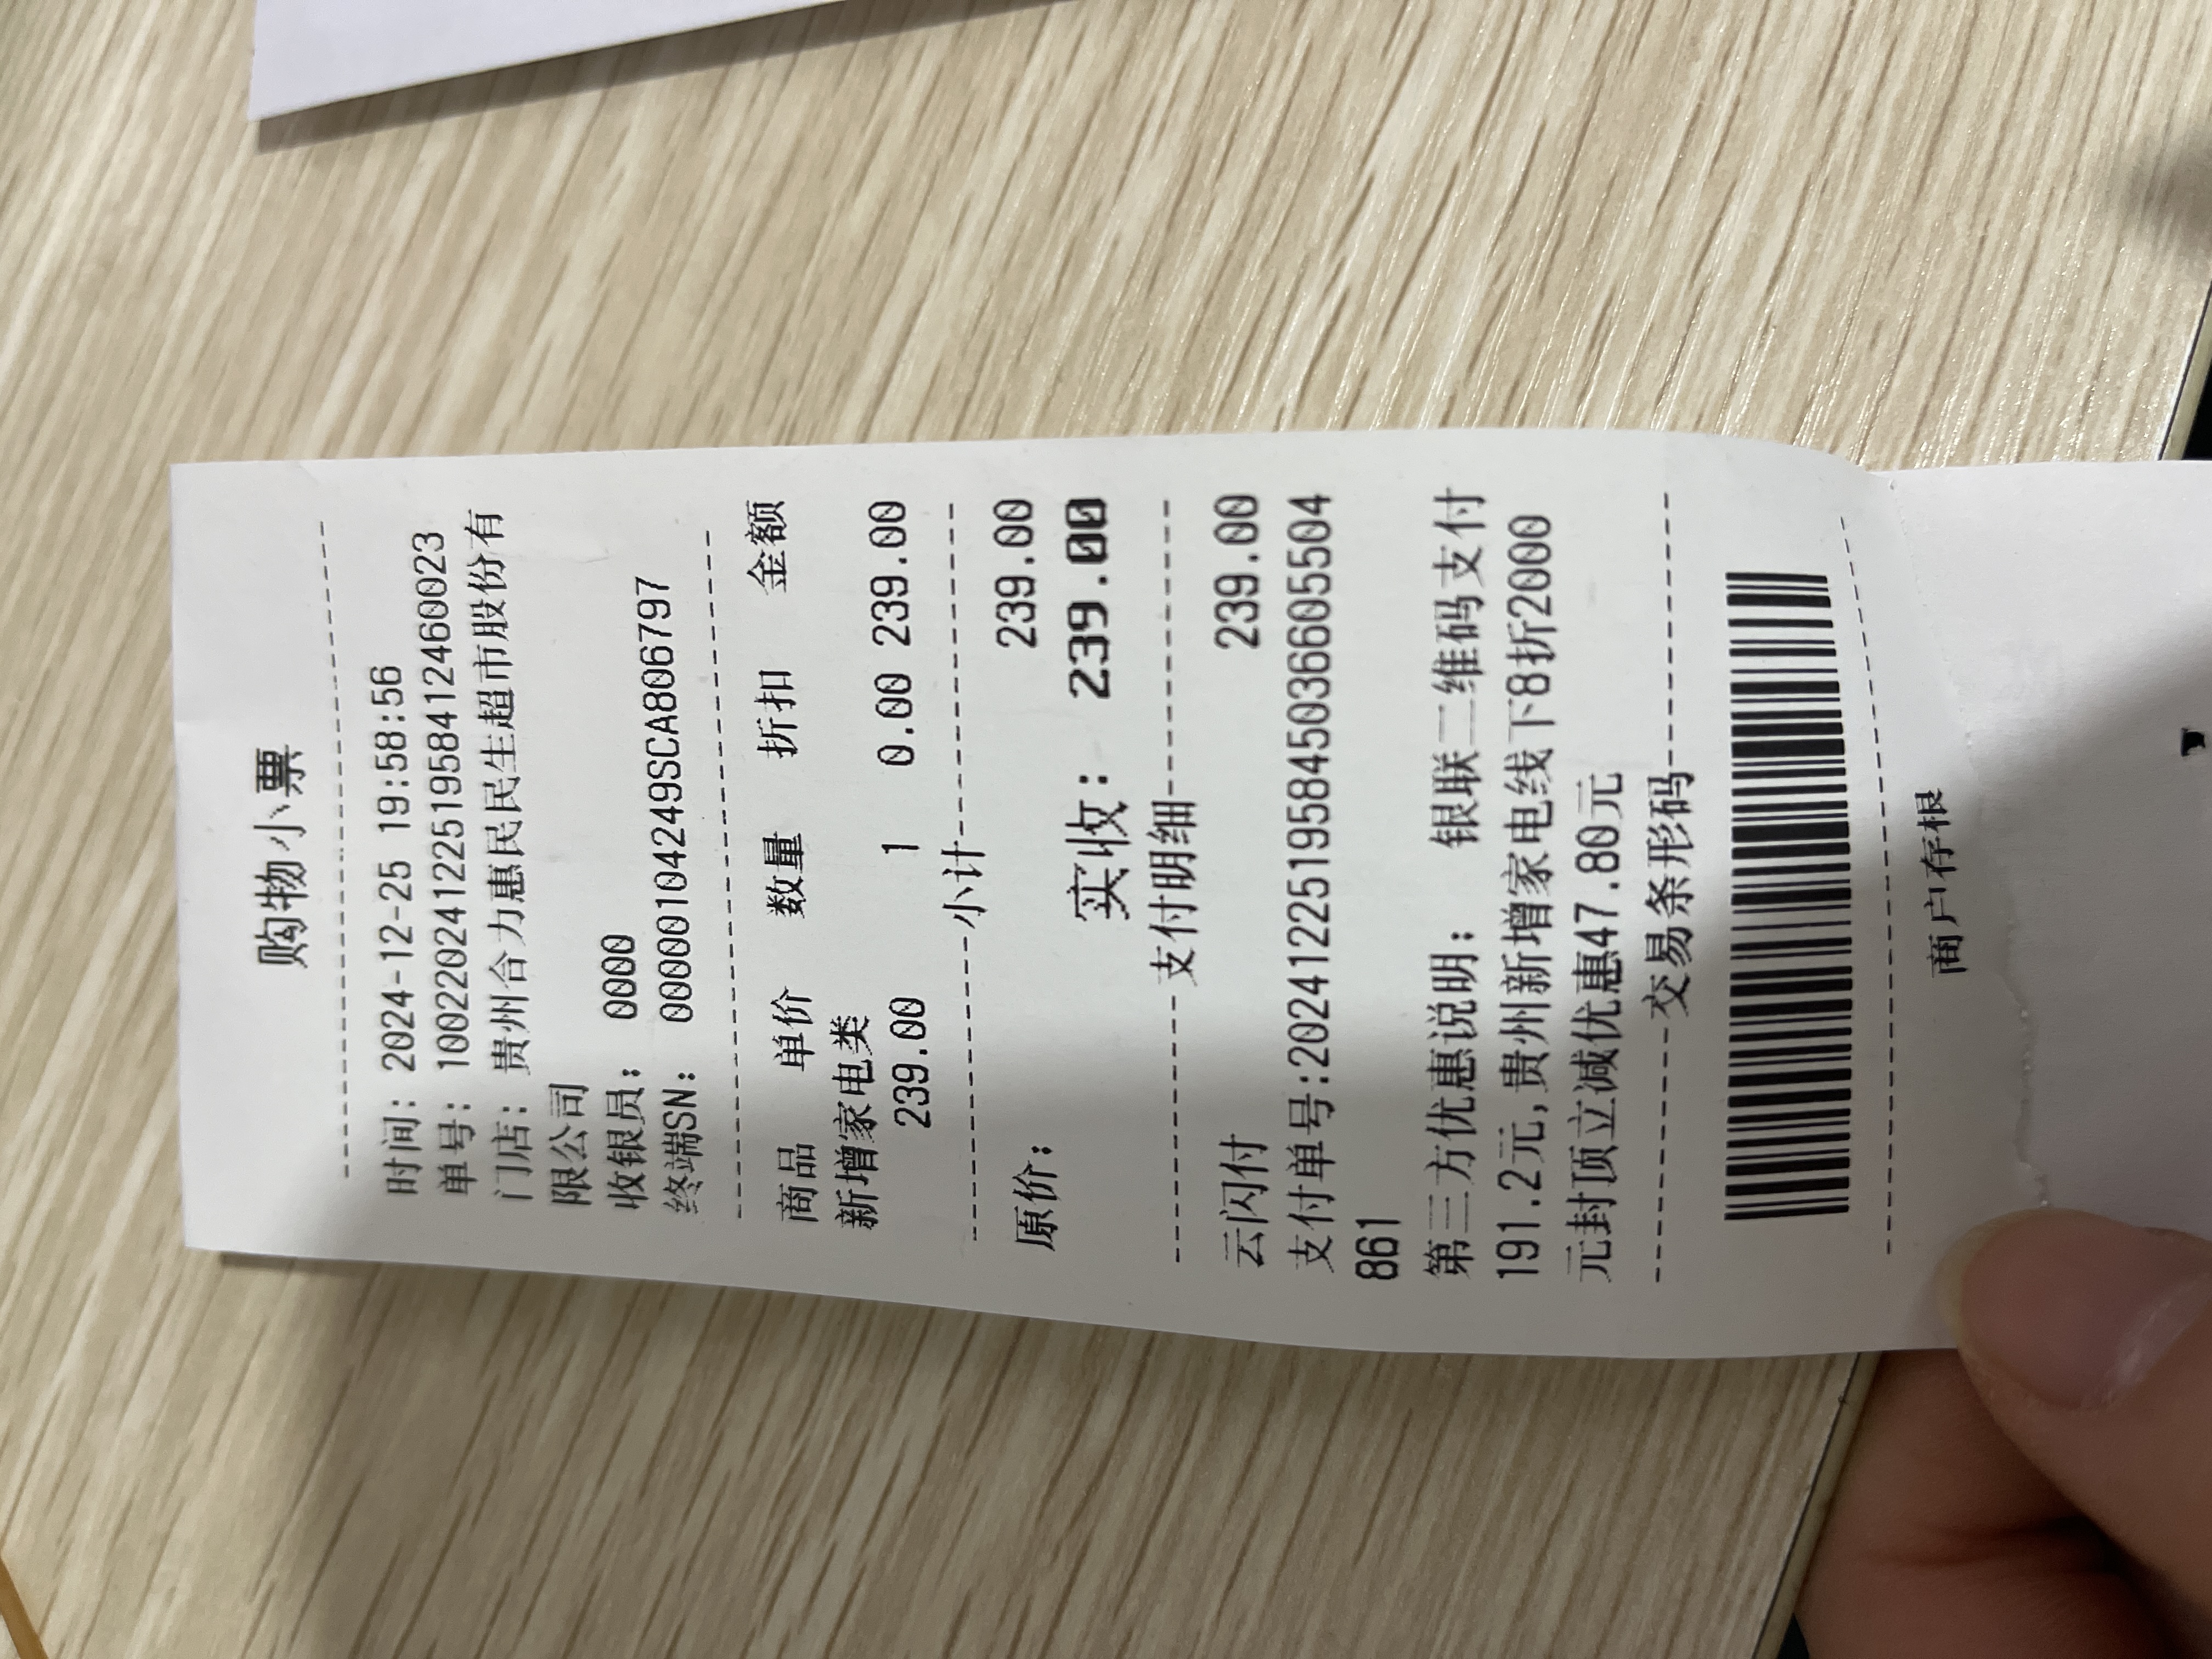 购物小票
时间: 2024-12-25 19:58:56
单号: 1002202412251958412460023
门店: 贵州合力惠民民生超市股份有
限公司
收银员: 0000
终端SN: 00000104249SCA806797
商品 单价 数量 折扣 金额
新增家电类
239.00 1 0.00 239.00
小计
原价: 239.00
实收: 239.00
支付明细
云闪付 239.00
支付单号:2024122519584503660​5504
861
第三方优惠说明: 银联二维码支付
191.2元,贵州新增家电线下8折2000
元封顶立减优惠47.80元
交易条形码
商户存根